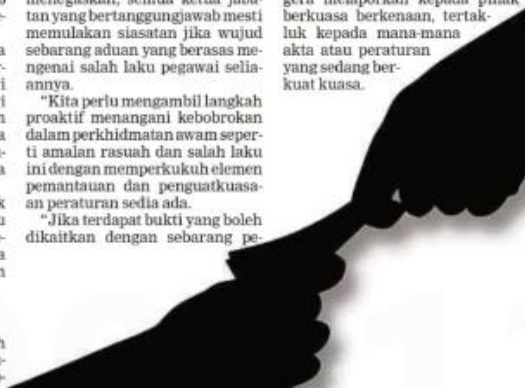 menegaskan, semua ketua jaba-
tan yang bertanggungjawab mesti
memulakan siasatan jika wujud
sebarang aduan yang berasas me-
ngenai salah laku pegawai selia-
annya.
"Kita perlu mengambil langkah
proaktif menangani kebobrokan
dalam perkhidmatan awam seper-
ti amalan rasuah dan salah laku
ini dengan memperkukuh elemen
pemantauan dan penguatkuasa-
an peraturan sedia ada.
"Jika terdapat bukti yang boleh
dikaitkan dengan sebarang pe-
gera melaporkan kepada pihak
berkuasa berkenaan, tertak-
luk kepada mana-mana
akta atau peraturan
yang sedang ber-
kuat kuasa.